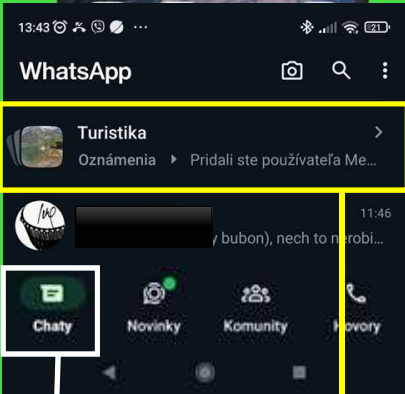 13:43 21
WhatsApp
Turistika
Oznámenia Pridali ste používateľa Me...
11:46
y bubon), nech to nerobi...
Chaty Novinky Komunity Hovory